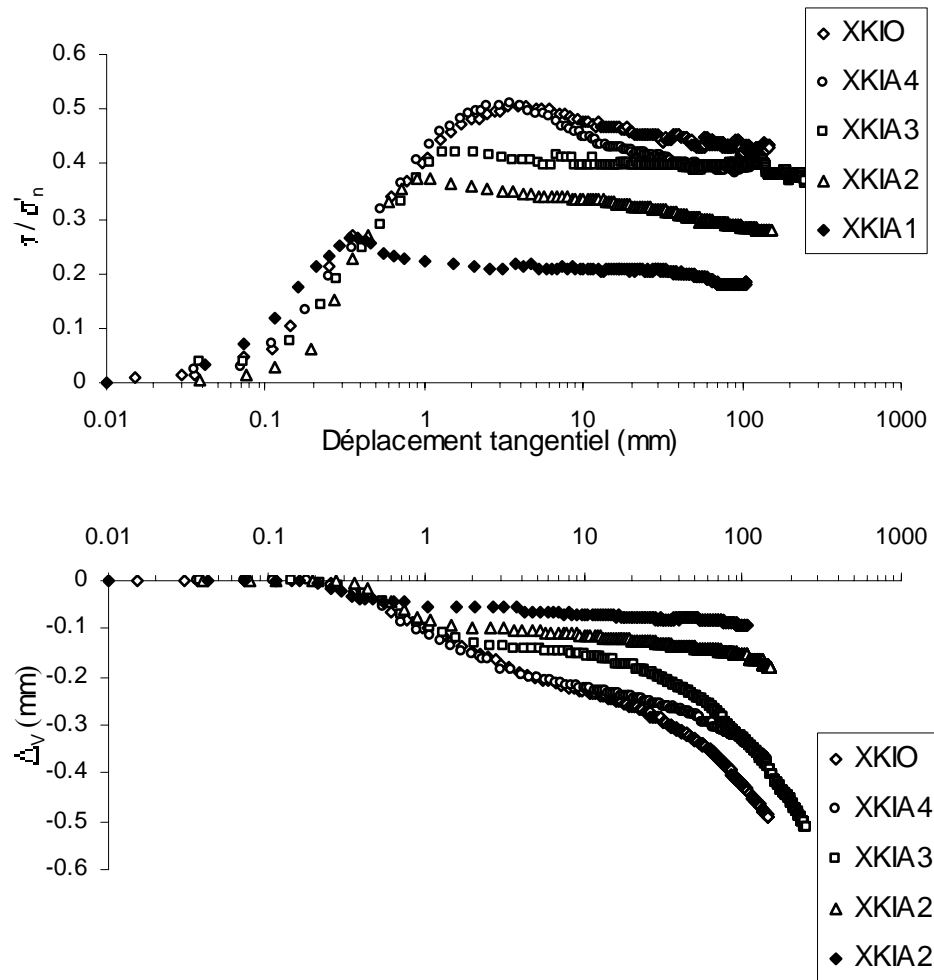 XKIO
XKIA4
XKIA3
XKIA2
XKIA1
0.6
0.5
0.4
0.3
0.2
0.1
0
τ / σ'n
0.01 0.1 1 10 100 1000
Déplacement tangentiel (mm)
0.01 0.1 1 10 100 1000
0
-0.1
-0.2
-0.3
-0.4
-0.5
-0.6
Δv (mm)
XKIO
XKIA4
XKIA3
XKIA2
XKIA2